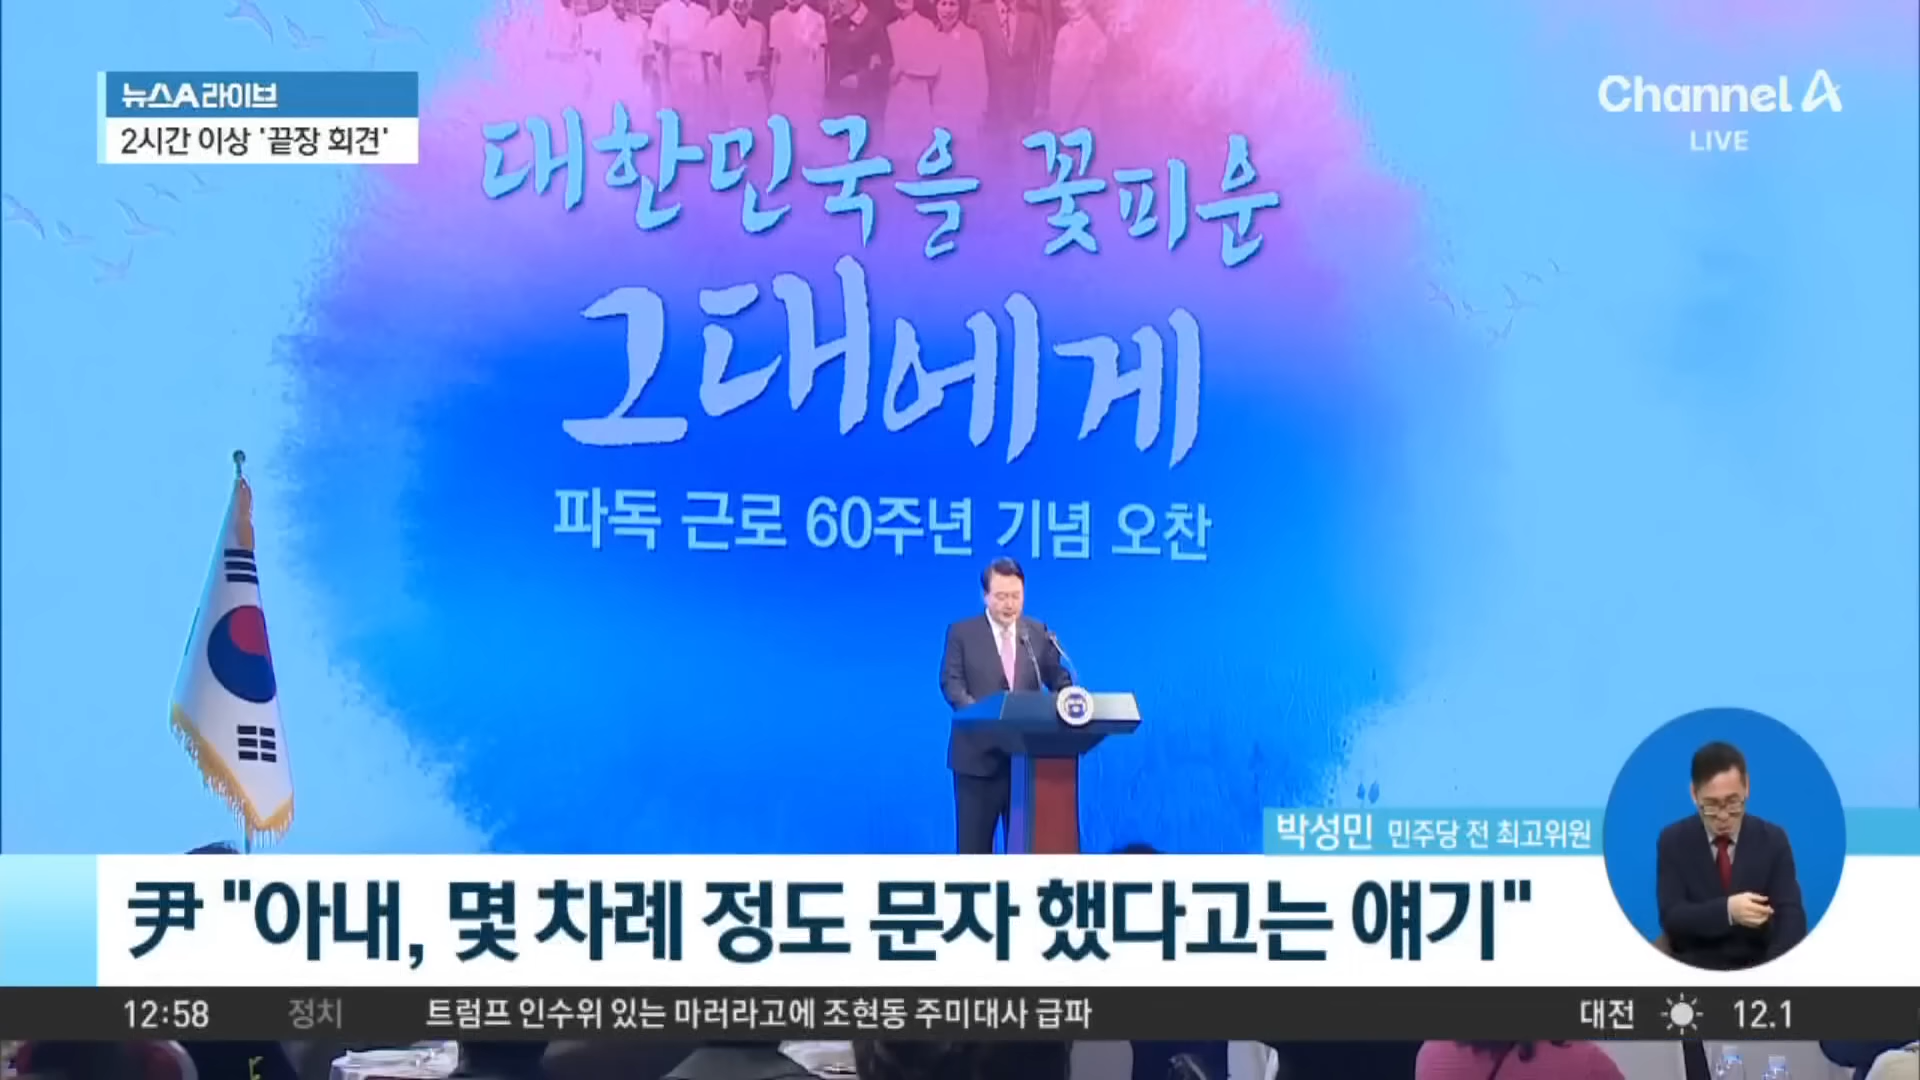 뉴스A 라이브
2시간 이상 '끝장 회견'
Channel A
LIVE
대한민국을 꽃피운
그대에게
파독 근로 60주년 기념 오찬
박성민 민주당 전 최고위원
尹 "아내, 몇 차례 정도 문자 했다고는 얘기"
12:58 정치 트럼프 인수위 있는 마러라고에 조현동 주미대사 급파 대전 12.1